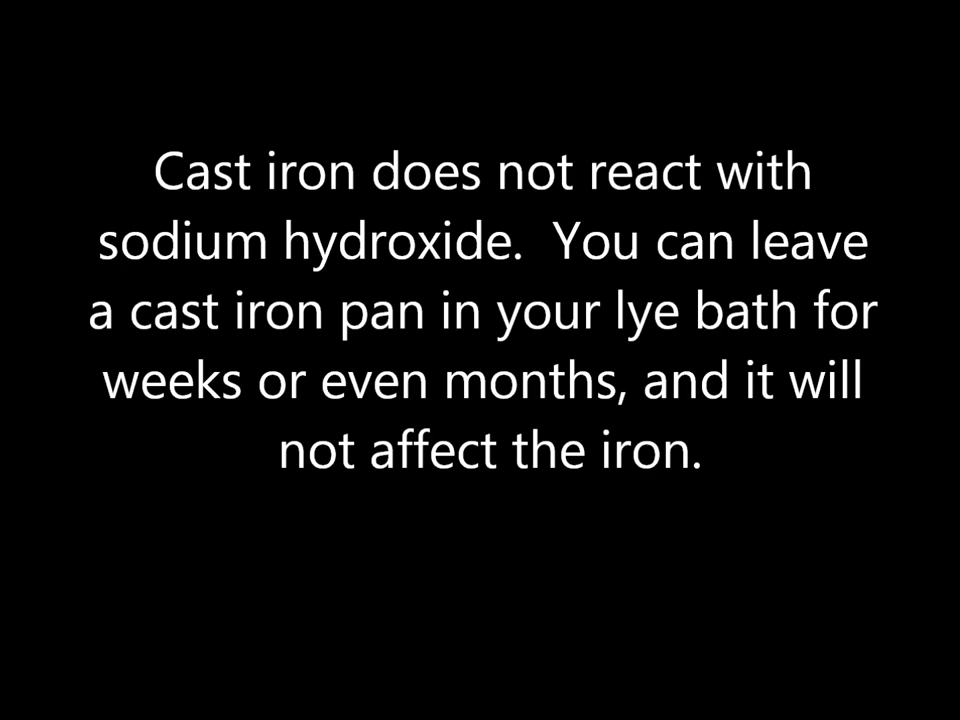 Cast iron does not react with
sodium hydroxide.  You can leave
a cast iron pan in your lye bath for
weeks or even months, and it will
not affect the iron.